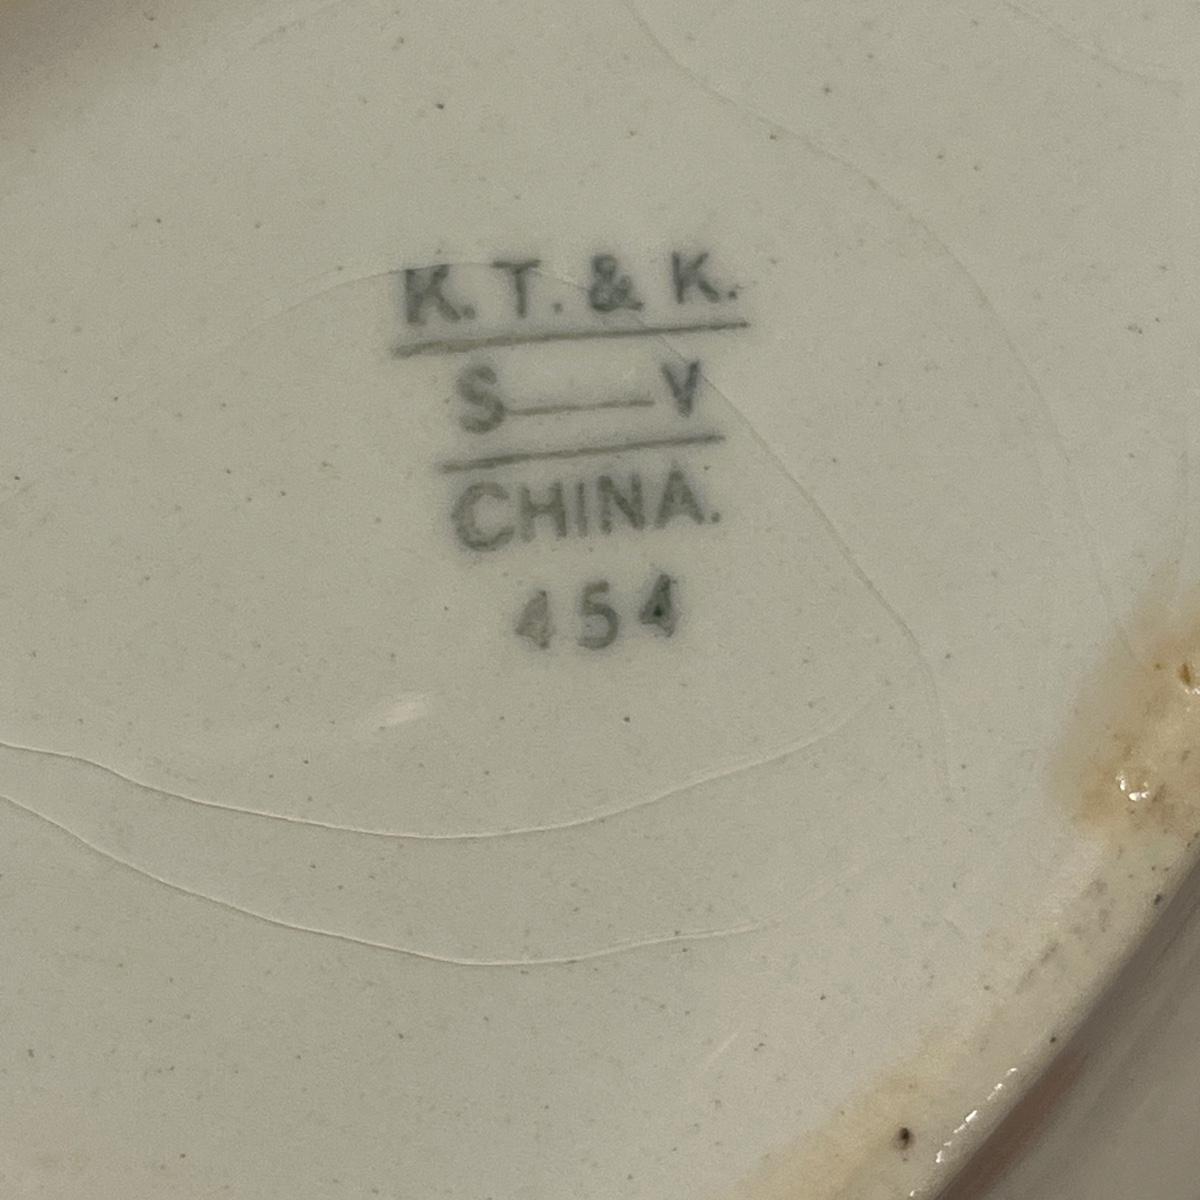 K. T. & K.
S——V
CHINA.
454